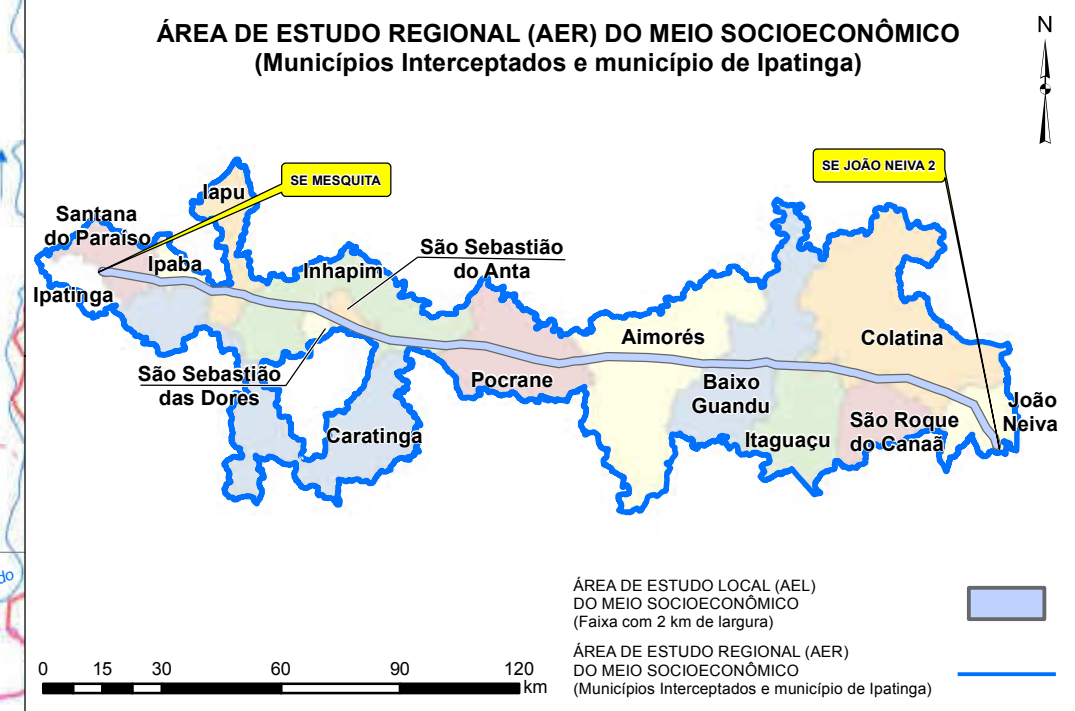 ÁREA DE ESTUDO REGIONAL (AER) DO MEIO SOCIOECONÔMICO
(Municípios Interceptados e município de Ipatinga)
N
SE JOÃO NEIVA 2
SE MESQUITA
Iapu
Santana
do Paraíso
Ipaba
Inhapim
São Sebastião
do Anta
Ipatinga
Aimorés
Colatina
São Sebastião
das Dores
Pocrane
Baixo
Guandu
João
Neiva
São Roque
do Canaã
Caratinga
Itaguaçu
do
ÁREA DE ESTUDO LOCAL (AEL)
DO MEIO SOCIOECONÔMICO
(Faixa com 2 km de largura)
ÁREA DE ESTUDO REGIONAL (AER)
DO MEIO SOCIOECONÔMICO
(Municípios Interceptados e município de Ipatinga)
0 15 30 60 90 120
km